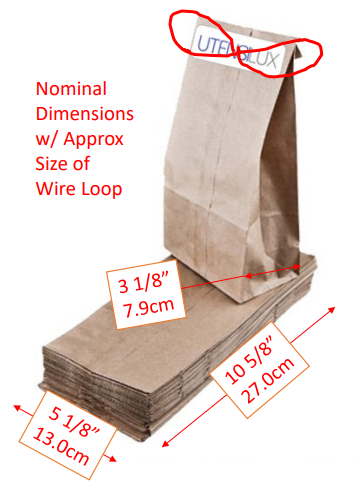 UTENSILUX
Nominal
Dimensions
w/ Approx
Size of
Wire Loop
3 1/8”
7.9cm
10 5/8”
27.0cm
5 1/8”
13.0cm